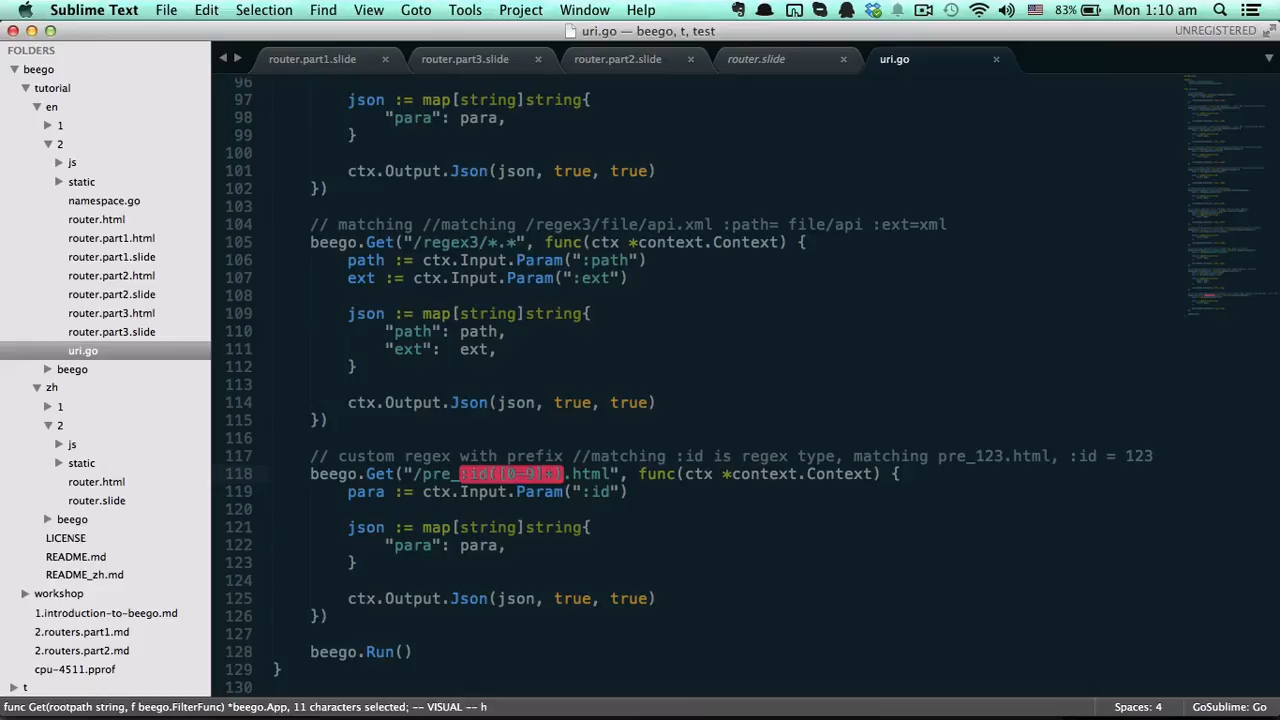 Sublime Text File Edit Selection Find View Goto Tools Project Window Help 83% Mon 1:10 am
uri.go — beego, t, test UNREGISTERED
FOLDERS
beego
tutorial
en
1
2
js
static
namespace.go
router.html
router.part1.html
router.part1.slide
router.part2.html
router.part2.slide
router.part3.html
router.part3.slide
uri.go
beego
zh
1
2
js
static
router.html
router.slide
beego
LICENSE
README.md
README_zh.md
workshop
1.introduction-to-beego.md
2.routers.part1.md
2.routers.part2.md
cpu-4511.pprof
t
router.part1.slide router.part3.slide router.part2.slide router.slide uri.go
96
97 json := map[string]string{
98 "para": para,
99 }
100
101 ctx.Output.Json(json, true, true)
102 })
103
104 // matching //matching /regex3/file/api.xml :path= file/api :ext=xml
105 beego.Get("/regex3/*.*", func(ctx *context.Context) {
106 path := ctx.Input.Param(":path")
107 ext := ctx.Input.Param(":ext")
108
109 json := map[string]string{
110 "path": path,
111 "ext": ext,
112 }
113
114 ctx.Output.Json(json, true, true)
115 })
116
117 // custom regex with prefix //matching :id is regex type, matching pre_123.html, :id = 123
118 beego.Get("/pre_:id([0-9]+).html", func(ctx *context.Context) {
119 para := ctx.Input.Param(":id")
120
121 json := map[string]string{
122 "para": para,
123 }
124
125 ctx.Output.Json(json, true, true)
126 })
127
128 beego.Run()
129 }
130
func Get(rootpath string, f beego.FilterFunc) *beego.App, 11 characters selected; -- VISUAL -- h Spaces: 4 GoSublime: Go